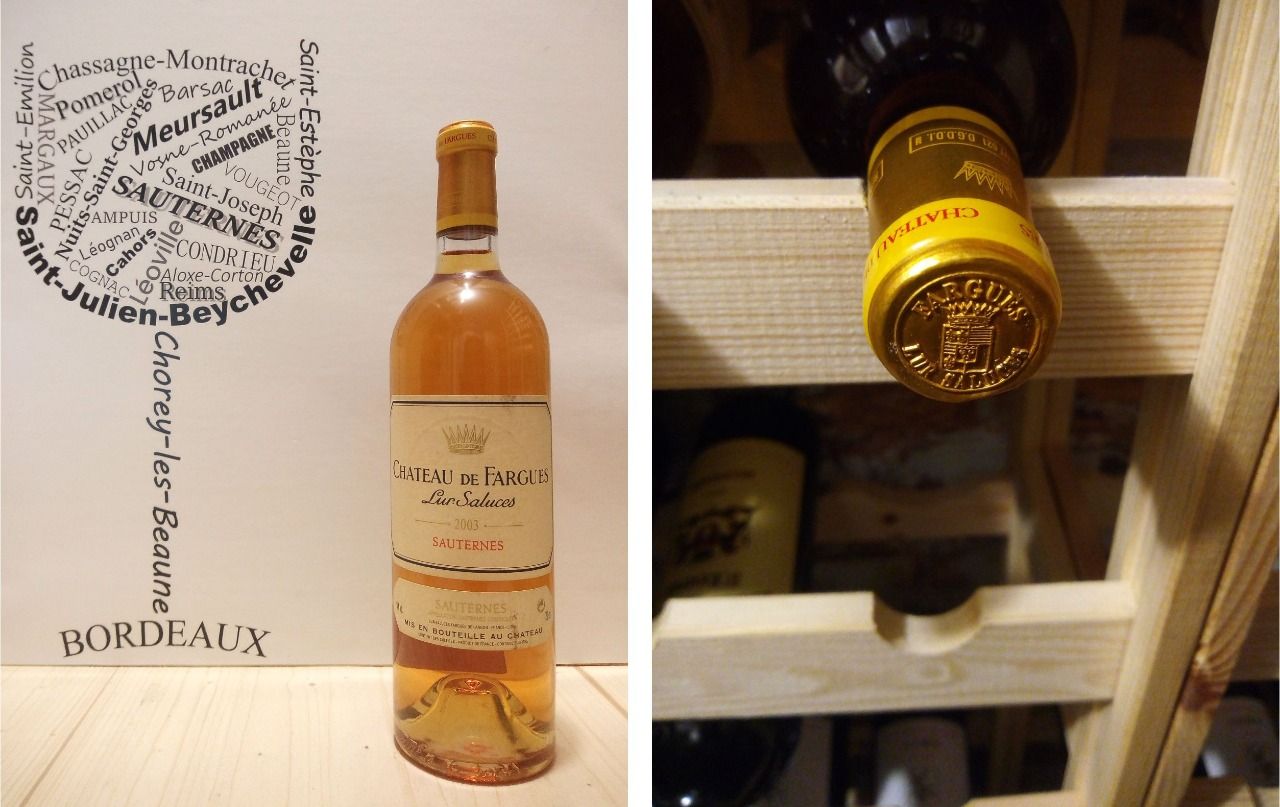 Saint-Emilion
Chassagne-Montrachet
Saint-Estèphe
MARGAUX
Pomerol
Barsac
PAUILLAC
Nuits-Saint-Georges
Meursault
Vosne-Romanée
CHAMPAGNE
Beaune
VOUGEOT
PESSAC
Saint-Joseph
SAUTERNES
AMPUIS
Léognan
Cahors
Léoville
CONDRIEU
COGNAC
Aloxe-Corton
Reims
Saint-Julien-Beychevelle
Chorey-les-Beaune
BORDEAUX
FARGUES
CHATEAU DE FARGUES
Lur Saluces
2003
SAUTERNES
SAUTERNES
MIS EN BOUTEILLE AU CHATEAU
D.G.D.D.I. N
CHATEAU
FARGUES
LUR SALUCES